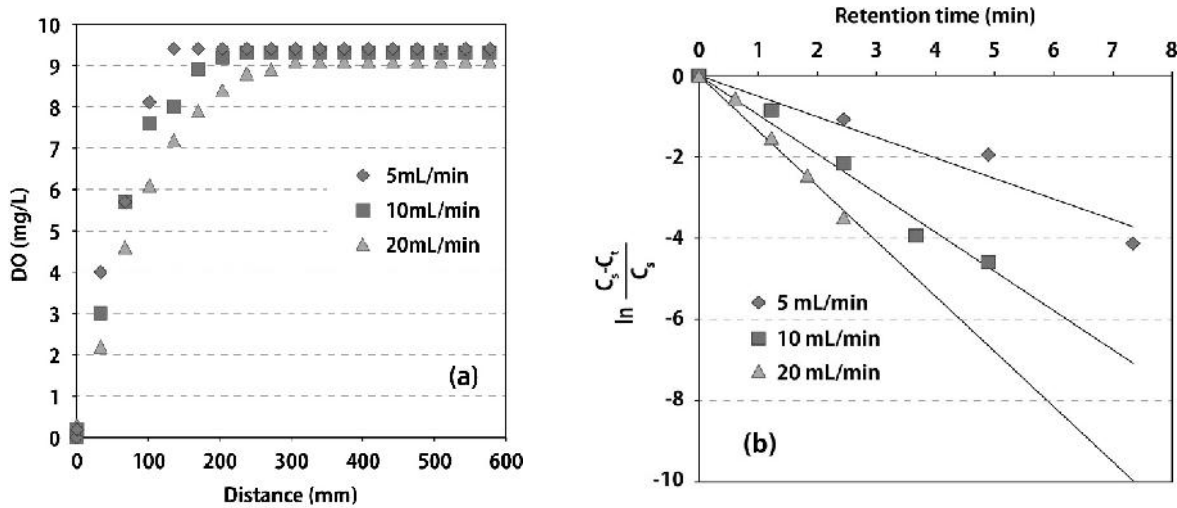 10
9
8
7
6
5
4
3
2
1
0
DO (mg/L)
5mL/min
10mL/min
20mL/min
(a)
0 100 200 300 400 500 600
Distance (mm)
Retention time (min)
0 1 2 3 4 5 6 7 8
0
-2
-4
-6
-8
-10
ln Cs-Ct
Cs
5 mL/min
10 mL/min
20 mL/min
(b)